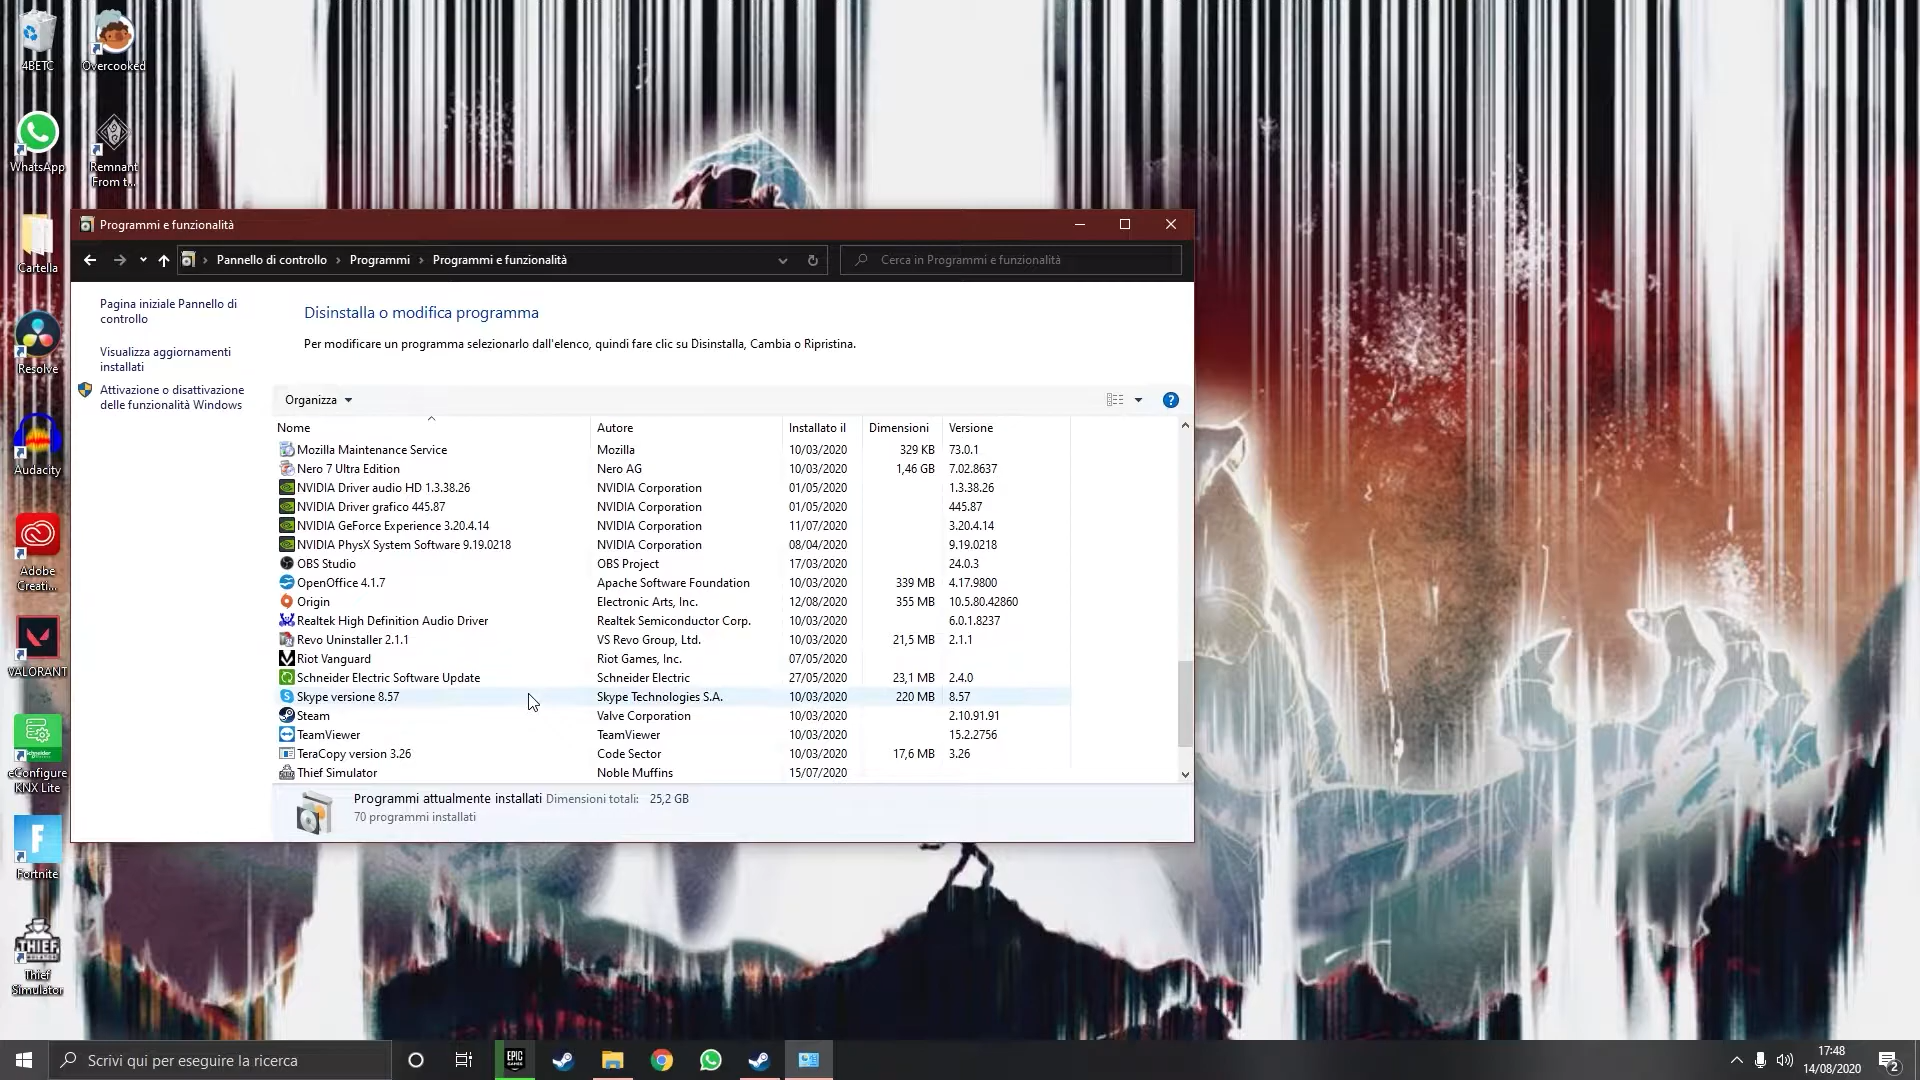 4BETC
Overcooked
WhatsApp
Remnant
From t...
Cartella
Resolve
Audacity
Adobe
Creati...
VALORANT
eConfigure
KNX Lite
Fortnite
THIEF
Thief
Simulator
Programmi e funzionalità
Pannello di controllo
Programmi
Programmi e funzionalità
Cerca in Programmi e funzionalità
Pagina iniziale Pannello di
controllo
Visualizza aggiornamenti
installati
Attivazione o disattivazione
delle funzionalità Windows
Disinstalla o modifica programma
Per modificare un programma selezionarlo dall'elenco, quindi fare clic su Disinstalla, Cambia o Ripristina.
Organizza
Nome Autore Installato il Dimensioni Versione
Mozilla Maintenance Service Mozilla 10/03/2020 329 KB 73.0.1
Nero 7 Ultra Edition Nero AG 10/03/2020 1,46 GB 7.02.8637
NVIDIA Driver audio HD 1.3.38.26 NVIDIA Corporation 01/05/2020 1.3.38.26
NVIDIA Driver grafico 445.87 NVIDIA Corporation 01/05/2020 445.87
NVIDIA GeForce Experience 3.20.4.14 NVIDIA Corporation 11/07/2020 3.20.4.14
NVIDIA PhysX System Software 9.19.0218 NVIDIA Corporation 08/04/2020 9.19.0218
OBS Studio OBS Project 17/03/2020 24.0.3
OpenOffice 4.1.7 Apache Software Foundation 10/03/2020 339 MB 4.17.9800
Origin Electronic Arts, Inc. 12/08/2020 355 MB 10.5.80.42860
Realtek High Definition Audio Driver Realtek Semiconductor Corp. 10/03/2020 6.0.1.8237
Revo Uninstaller 2.1.1 VS Revo Group, Ltd. 10/03/2020 21,5 MB 2.1.1
Riot Vanguard Riot Games, Inc. 07/05/2020
Schneider Electric Software Update Schneider Electric 27/05/2020 23,1 MB 2.4.0
Skype versione 8.57 Skype Technologies S.A. 10/03/2020 220 MB 8.57
Steam Valve Corporation 10/03/2020 2.10.91.91
TeamViewer TeamViewer 10/03/2020 15.2.2756
TeraCopy version 3.26 Code Sector 10/03/2020 17,6 MB 3.26
Thief Simulator Noble Muffins 15/07/2020
Programmi attualmente installati Dimensioni totali: 25,2 GB
70 programmi installati
Scrivi qui per eseguire la ricerca
EPIC
GAMES
17:48
14/08/2020
2